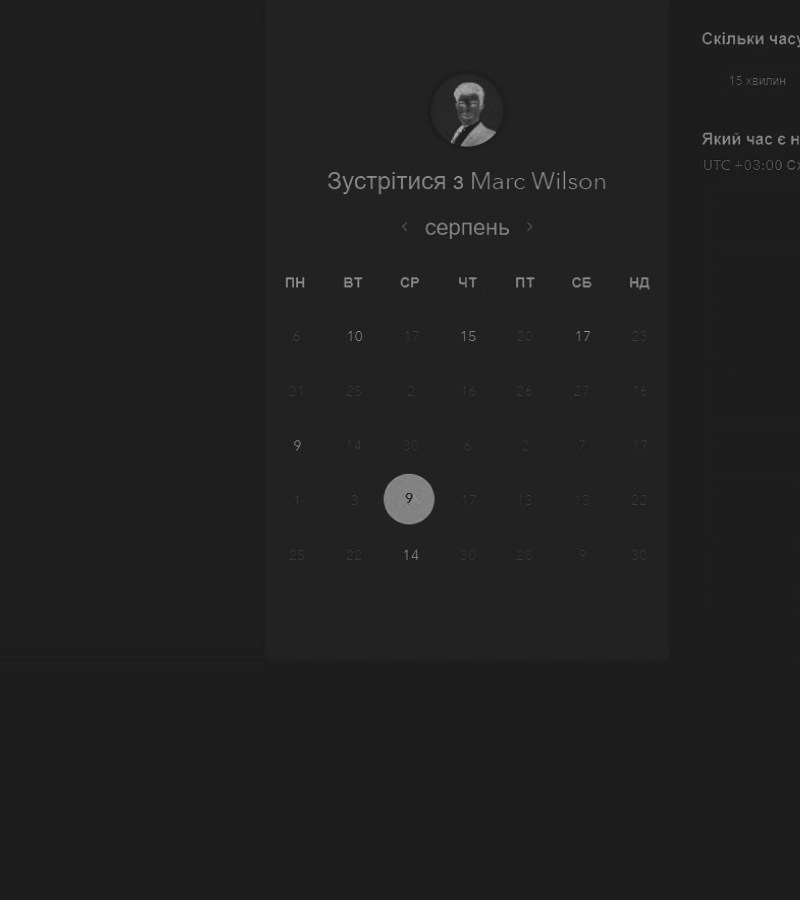 Скільки часу
15 хвилин
Який час є н
UTC +03:00 Сх
Зустрітися з Marc Wilson
серпень
ПН ВТ СР ЧТ ПТ СБ НД
6 10 17 15 20 17 23
21 25 2 16 26 27 16
9 14 30 6 2 7 17
1 3 9 17 13 13 22
25 22 14 30 28 9 30